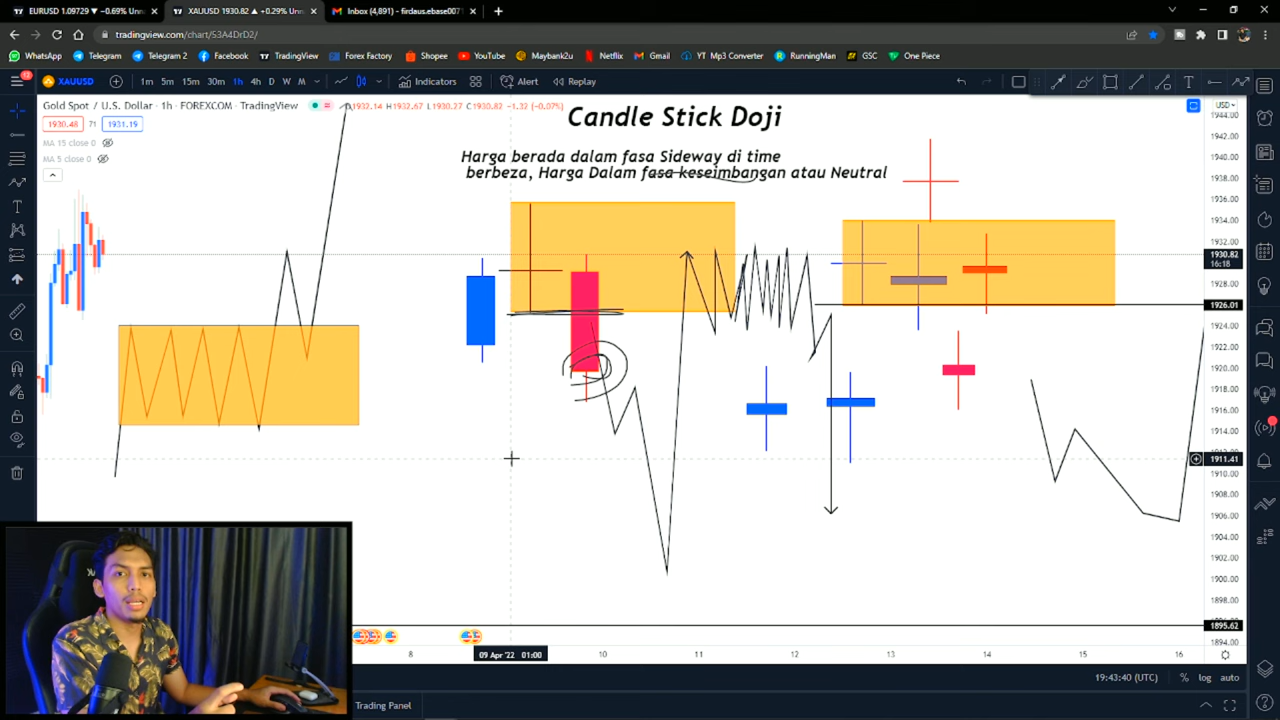 EURUSD 1.09729 ▼ −0.69% Unn
XAUUSD 1930.82 ▲ +0.29% Unn
Inbox (4,891) - firdaus.ebase0071
tradingview.com/chart/S3A4DrD2/
WhatsApp
Telegram
Telegram 2
Facebook
TradingView
Forex Factory
Shopee
YouTube
Maybank2u
Netflix
Gmail
YT Mp3 Converter
RunningMan
GSC
One Piece
12
XAUUSD
1m 5m 15m 30m 1h 4h D W M
Indicators
Alert
Replay
Gold Spot / U.S. Dollar · 1h · FOREXCOM · TradingView
1932.14 H1932.67 L1930.27 C1930.82 −1.32 (−0.07%)
1930.48 71 1931.19
MA 15 close 0
MA 5 close 0
Candle Stick Doji
Harga berada dalam fasa Sideway di time
berbeza, Harga Dalam fasa keseimbangan atau Neutral
USD
1944.00
1942.00
1940.00
1938.00
1936.00
1934.00
1932.00
1930.82
16:18
1928.00
1926.01
1924.00
1922.00
1920.00
1918.00
1916.00
1914.00
1911.41
1910.00
1908.00
1906.00
1904.00
1902.00
1900.00
1898.00
1895.62
1894.00
8 09 Apr '22 01:00 10 11 12 13 14 15 16
19:43:40 (UTC) % log auto
Trading Panel